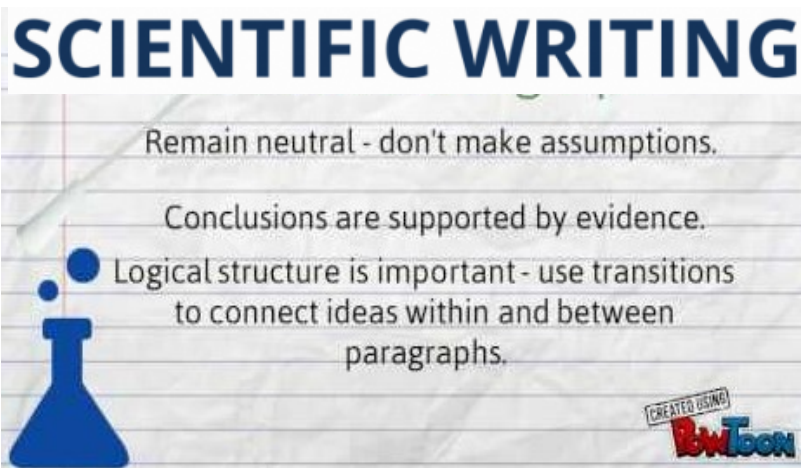 SCIENTIFIC WRITING
Remain neutral - don't make assumptions.
Conclusions are supported by evidence.
Logical structure is important - use transitions
to connect ideas within and between
paragraphs.
CREATED USING
POWTOON